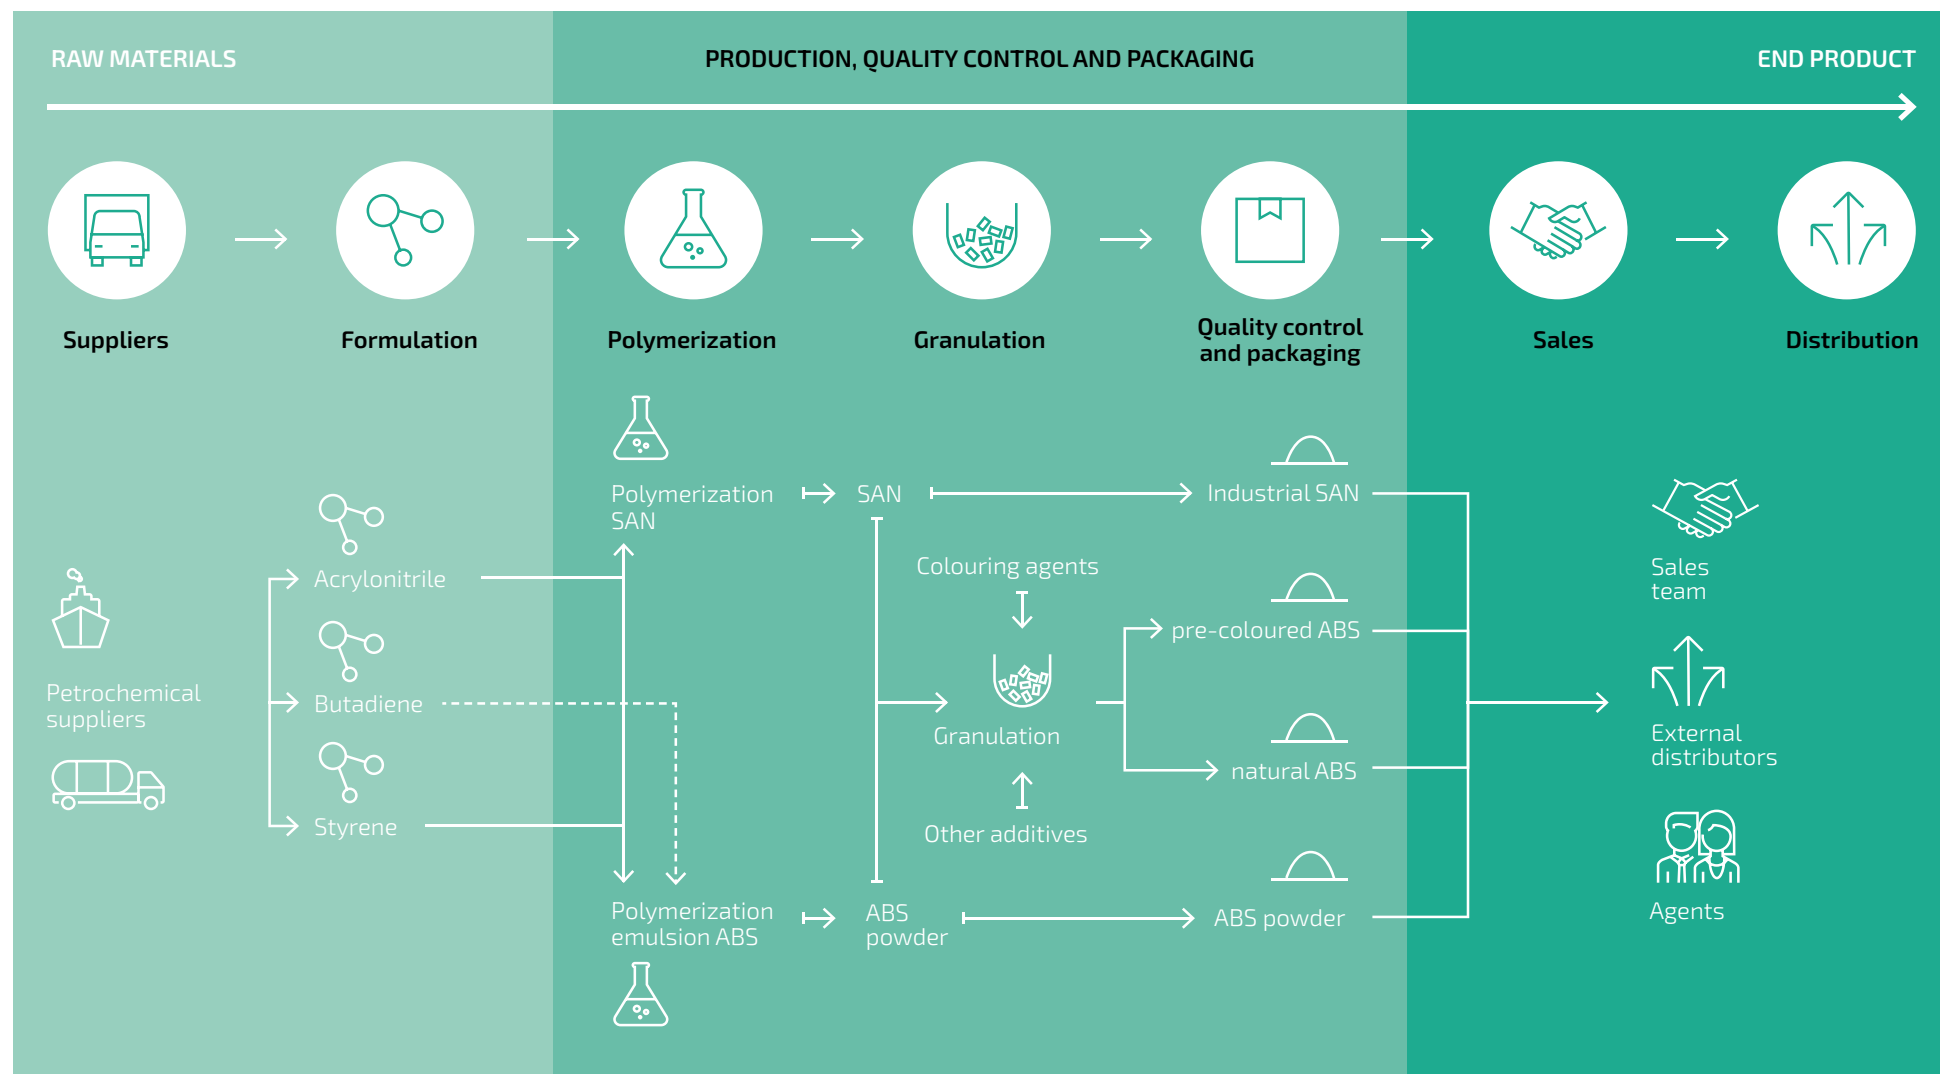 RAW MATERIALS
PRODUCTION, QUALITY CONTROL AND PACKAGING
END PRODUCT
Suppliers
Formulation
Polymerization
Granulation
Quality control
and packaging
Sales
Distribution
Petrochemical
suppliers
Acrylonitrile
Butadiene
Styrene
Polymerization
SAN
Polymerization
emulsion ABS
SAN
ABS
powder
Colouring agents
Granulation
Other additives
Industrial SAN
pre-coloured ABS
natural ABS
ABS powder
Sales
team
External
distributors
Agents